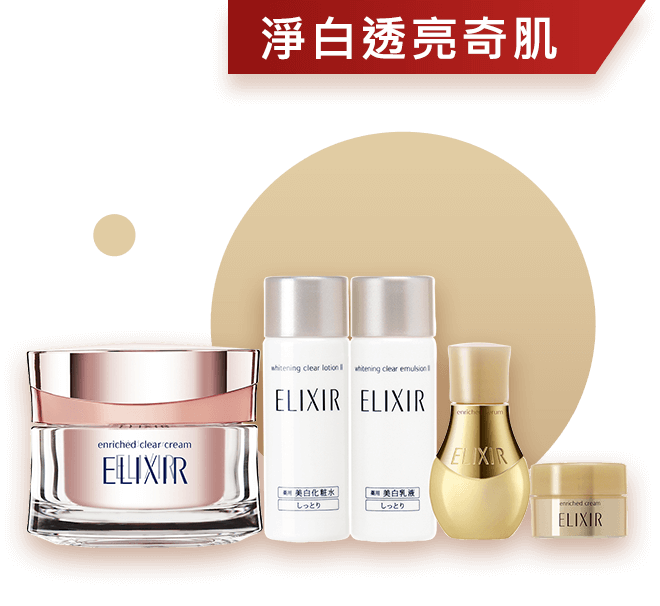 淨白透亮奇肌
enriched clear cream
ELIXIR
whitening clear lotion II
ELIXIR
薬用 美白化粧水
しっとり
whitening clear emulsion II
ELIXIR
薬用 美白乳液
しっとり
enriched serum
ELIXIR
enriched cream
ELIXIR